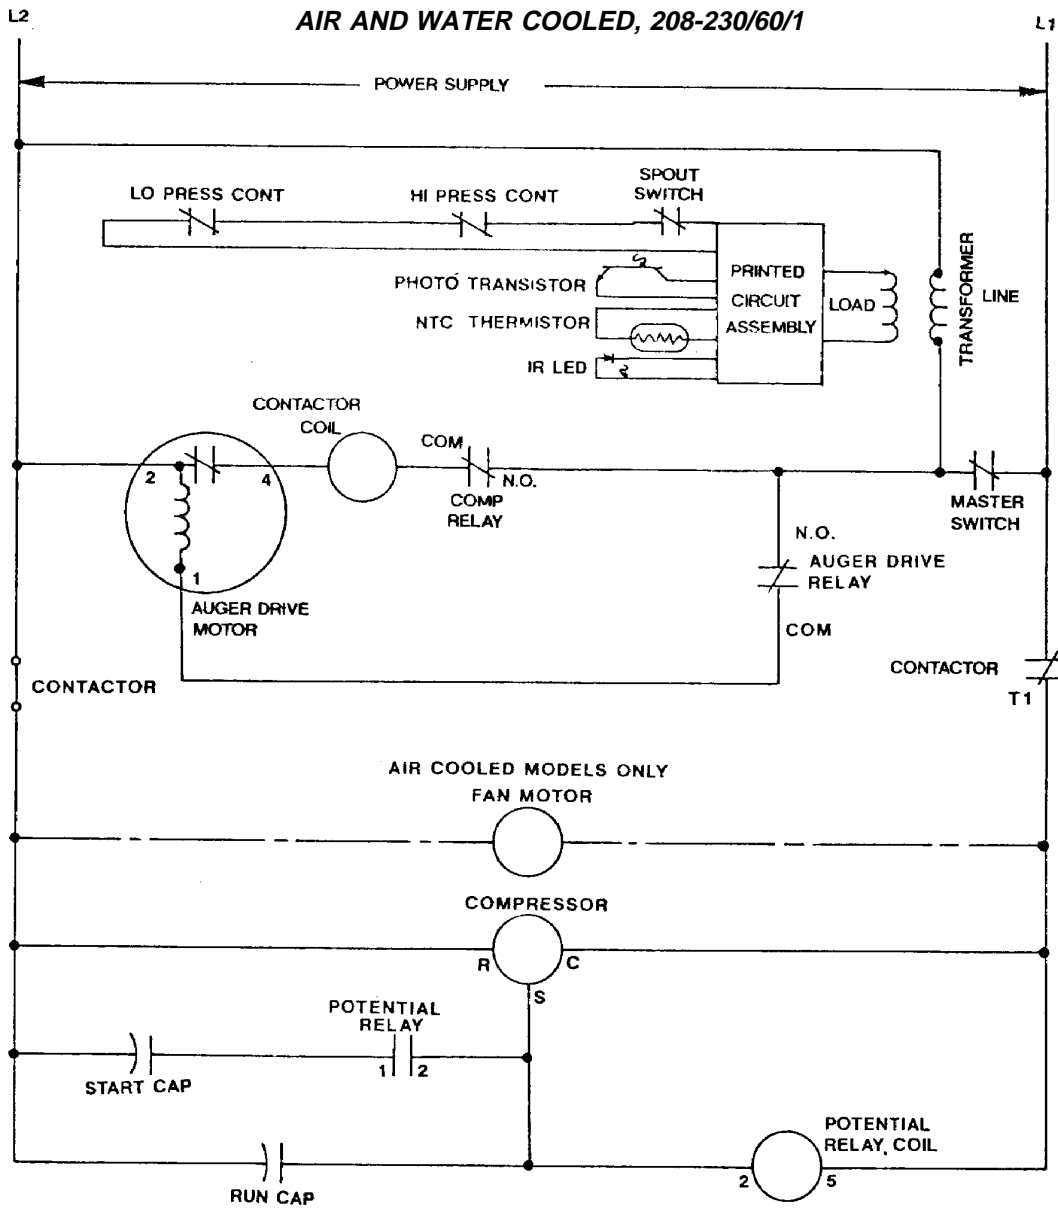 AIR AND WATER COOLED, 208-230/60/1
L2
L1
POWER SUPPLY
LO PRESS CONT
HI PRESS CONT
SPOUT
SWITCH
PHOTO TRANSISTOR
NTC THERMISTOR
IR LED
PRINTED
CIRCUIT
ASSEMBLY
LOAD
TRANSFORMER
LINE
CONTACTOR
COIL
COM
N.O.
COMP
RELAY
2
4
1
AUGER DRIVE
MOTOR
MASTER
SWITCH
N.O.
AUGER DRIVE
RELAY
COM
CONTACTOR
CONTACTOR
T1
AIR COOLED MODELS ONLY
FAN MOTOR
COMPRESSOR
R
C
S
POTENTIAL
RELAY
1
2
START CAP
RUN CAP
POTENTIAL
RELAY, COIL
2
5